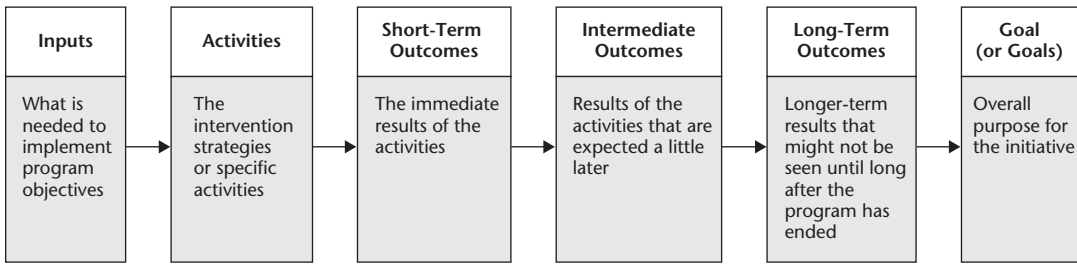 Inputs
What is
needed to
implement
program
objectives
Activities
The
intervention
strategies
or specific
activities
Short-Term
Outcomes
The immediate
results of the
activities
Intermediate
Outcomes
Results of the
activities that are
expected a little
later
Long-Term
Outcomes
Longer-term
results that
might not be
seen until long
after the
program has
ended
Goal
(or Goals)
Overall
purpose for
the initiative